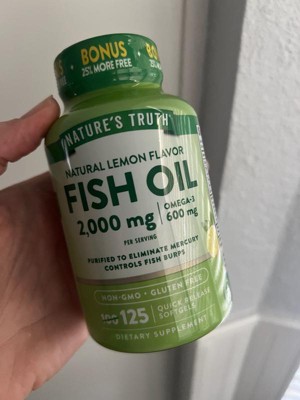 BONUS
25% MORE FREE
NATURE'S TRUTH
NATURAL LEMON FLAVOR
FISH OIL
2,000 mg
OMEGA-3
600 mg
PER SERVING
PURIFIED TO ELIMINATE MERCURY
CONTROLS FISH BURPS
NON-GMO • GLUTEN FREE
100 125
QUICK RELEASE
SOFTGELS
DIETARY SUPPLEMENT